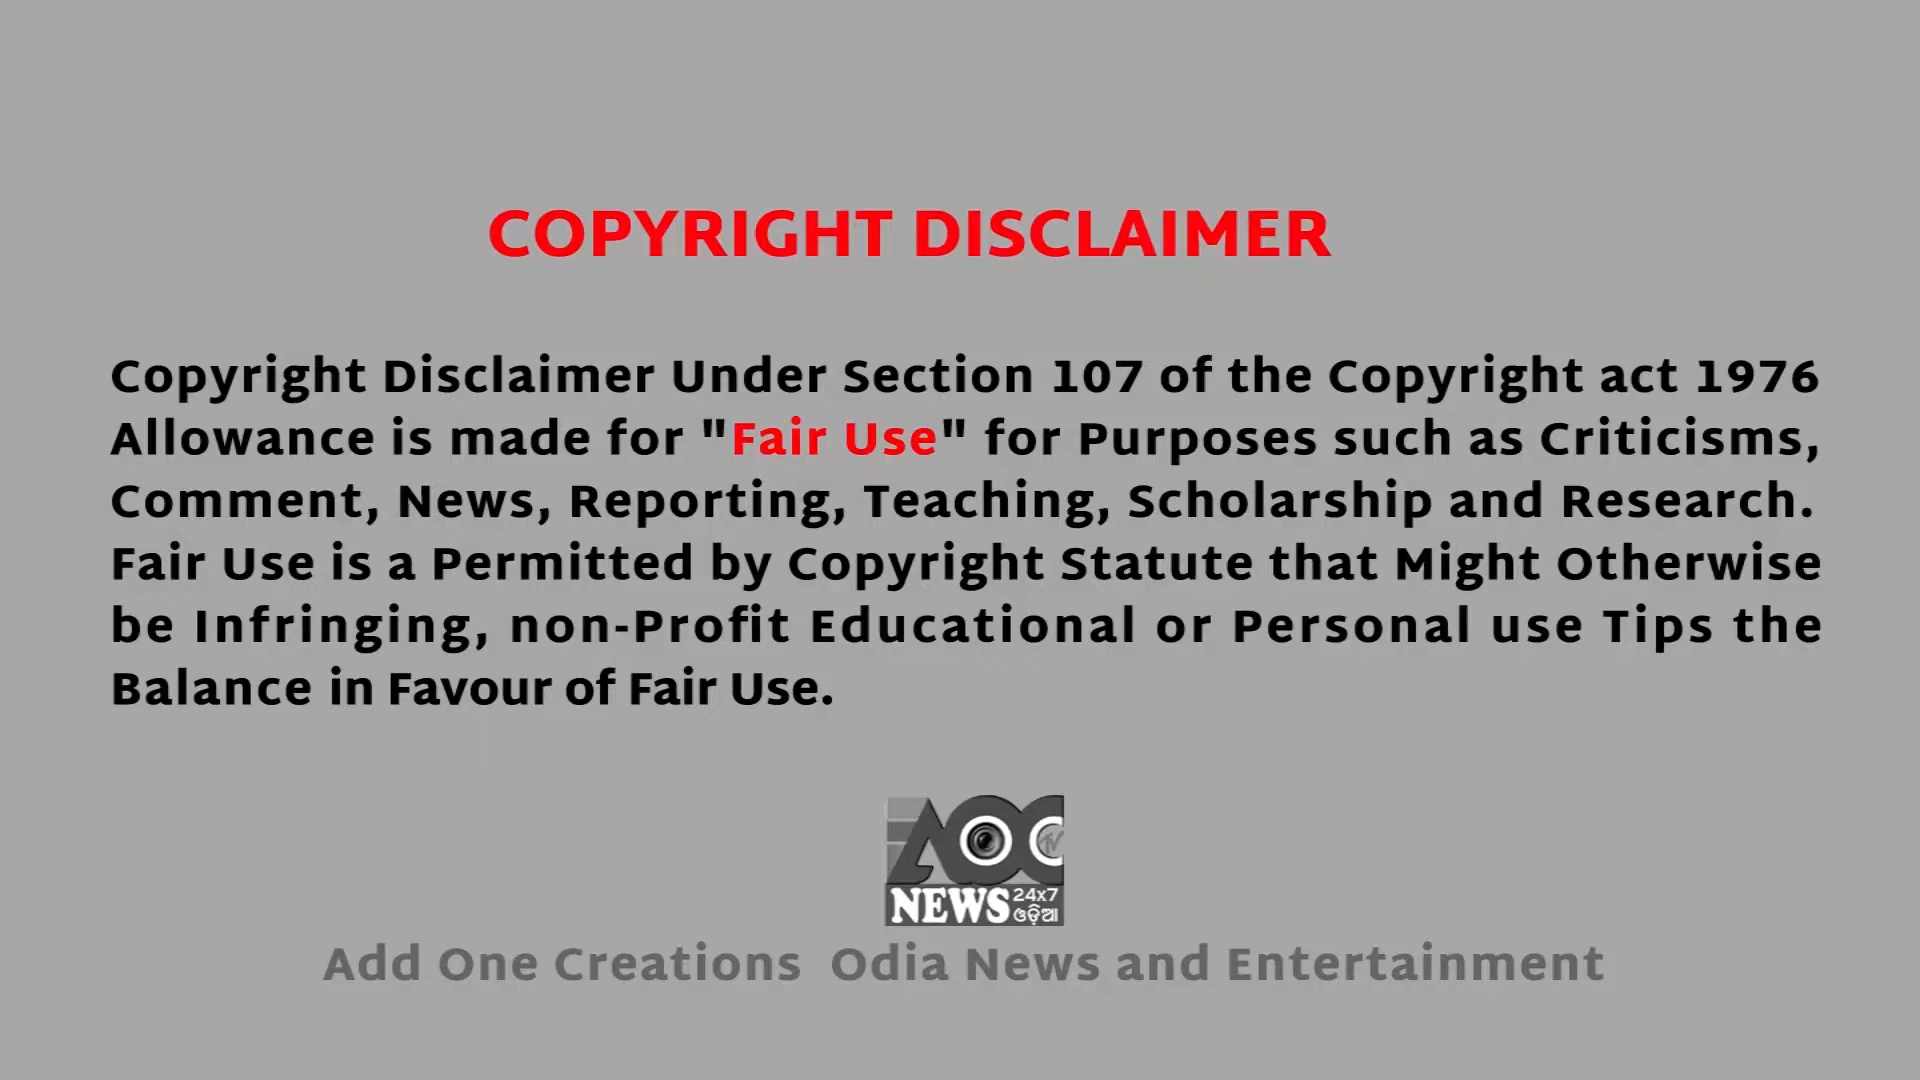 COPYRIGHT DISCLAIMER
Copyright Disclaimer Under Section 107 of the Copyright act 1976
Allowance is made for "Fair Use" for Purposes such as Criticisms,
Comment, News, Reporting, Teaching, Scholarship and Research.
Fair Use is a Permitted by Copyright Statute that Might Otherwise
be Infringing, non-Profit Educational or Personal use Tips the
Balance in Favour of Fair Use.
AOC
TV
NEWS 24x7
ଓଡ଼ିଆ
Add One Creations Odia News and Entertainment